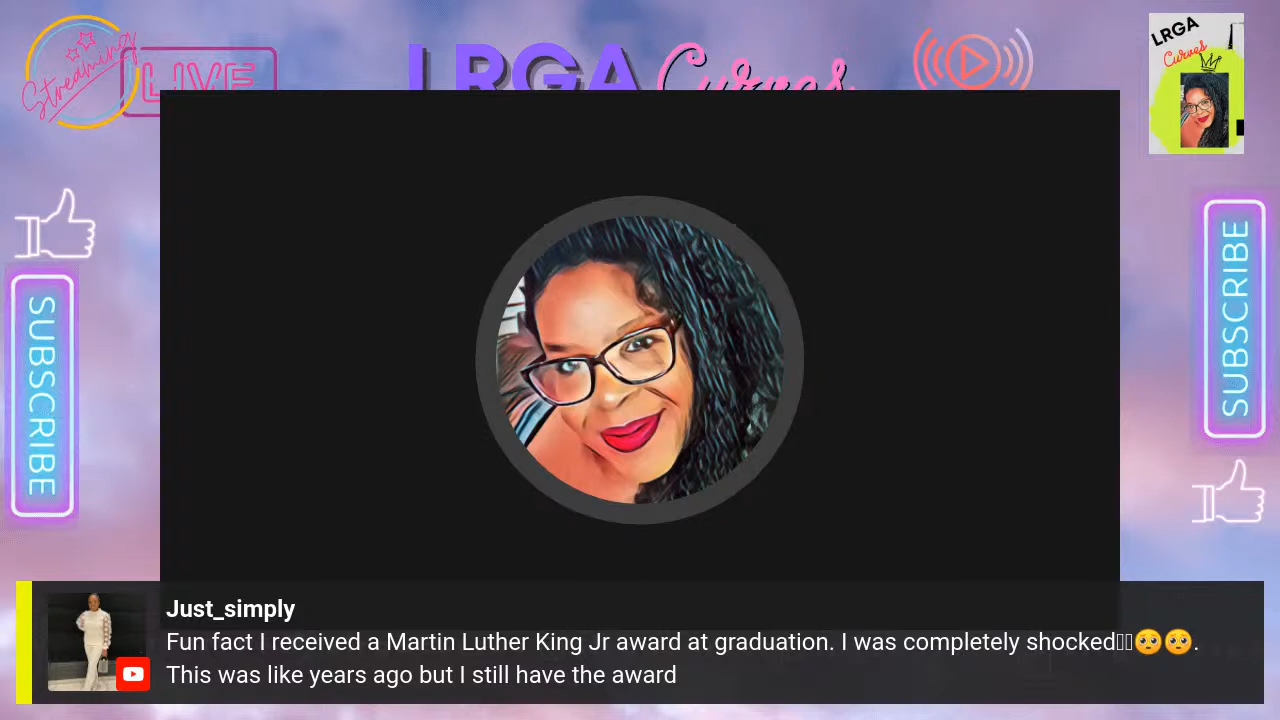 Streaming
LIVE
LRGA Curves
LRGA
Curves
SUBSCRIBE
SUBSCRIBE
Just_simply
Fun fact I received a Martin Luther King Jr award at graduation. I was completely shocked🥺🥺.
This was like years ago but I still have the award